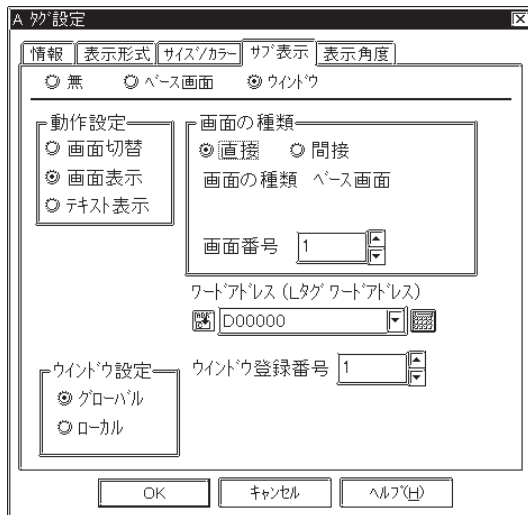 A ﾀｸﾞ設定
情報 表示形式 ｻｲｽﾞ/ｶﾗｰ ｻﾌﾞ表示 表示角度
無 ﾍﾞｰｽ画面 ｳｲﾝﾄﾞｳ
動作設定
画面切替
画面表示
ﾃｷｽﾄ表示
画面の種類
直接 間接
画面の種類 ﾍﾞｰｽ画面
画面番号 1
ﾜｰﾄﾞｱﾄﾞﾚｽ (Lﾀｸﾞ ﾜｰﾄﾞｱﾄﾞﾚｽ)
D00000
ｳｲﾝﾄﾞｳ設定
ｸﾞﾛｰﾊﾞﾙ
ﾛｰｶﾙ
ｳｲﾝﾄﾞｳ登録番号 1
OK ｷｬﾝｾﾙ ﾍﾙﾌﾟ(H)